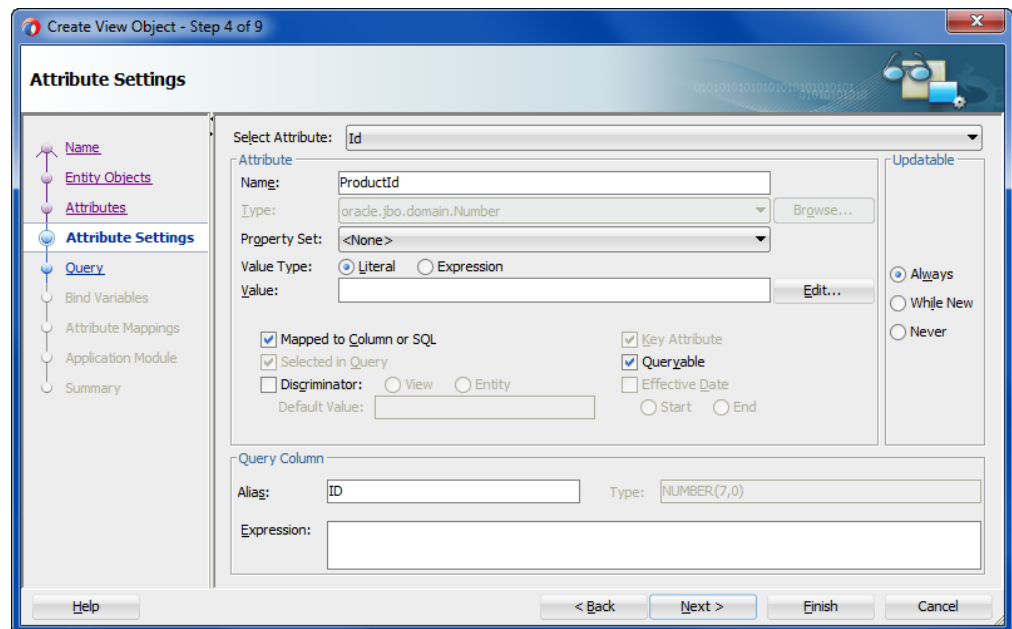 Create View Object - Step 4 of 9
Attribute Settings
Name
Entity Objects
Attributes
Attribute Settings
Query
Bind Variables
Attribute Mappings
Application Module
Summary
Select Attribute: Id
Attribute
Name: ProductId
Type: oracle.jbo.domain.Number Browse...
Property Set: <None>
Value Type: Literal Expression
Value: Edit...
Mapped to Column or SQL Key Attribute
Selected in Query Queryable
Discriminator: View Entity Effective Date
Default Value: Start End
Updatable
Always
While New
Never
Query Column
Alias: ID Type: NUMBER(7,0)
Expression:
Help < Back Next > Finish Cancel